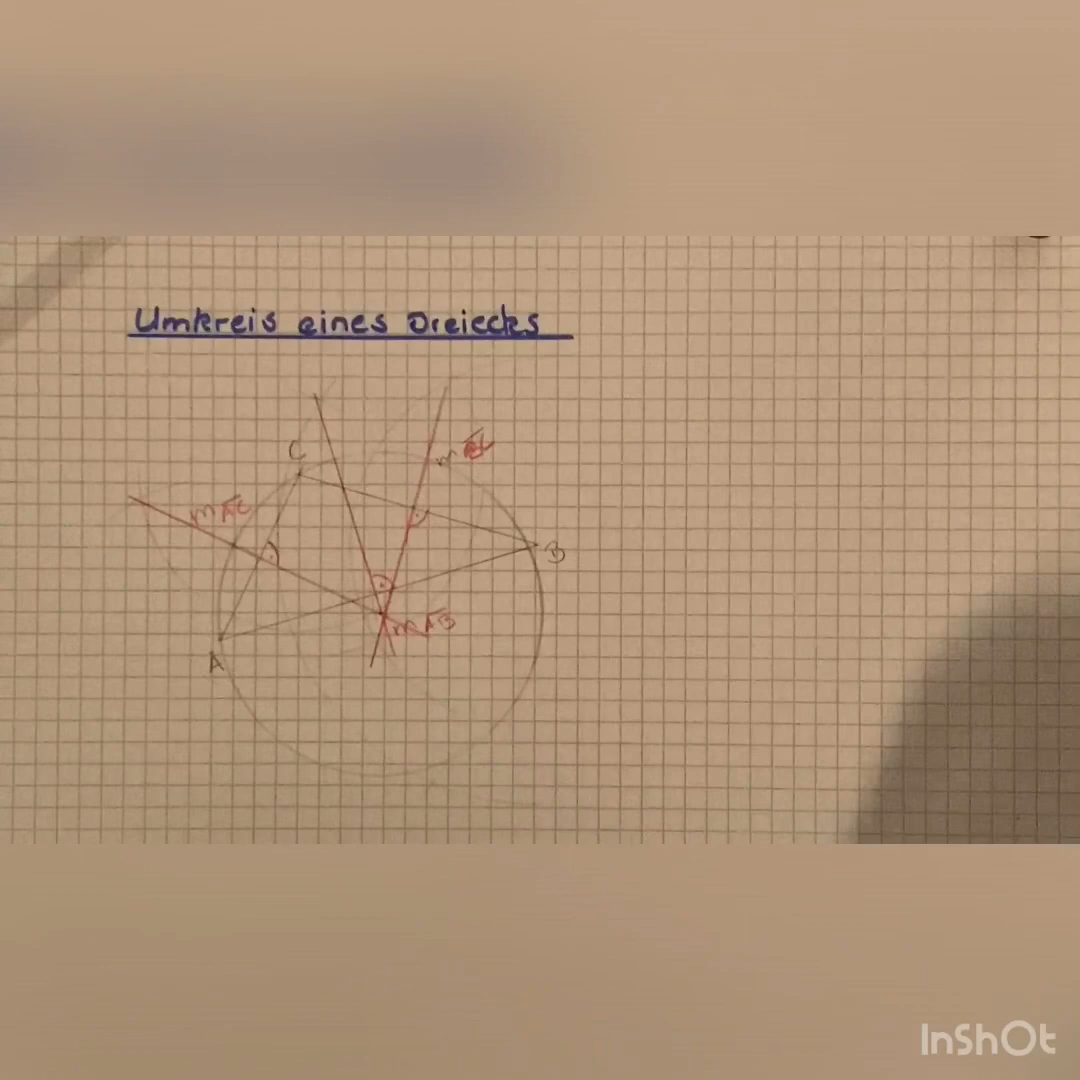 Umkreis eines Dreiecks
C
m BC
m AC
B
m AB
A
InShOt